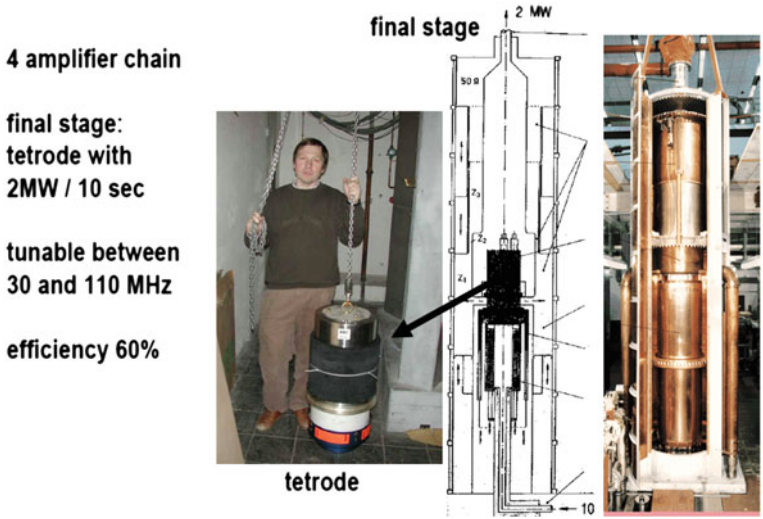 4 amplifier chain
final stage:
tetrode with
2MW / 10 sec
tunable between
30 and 110 MHz
efficiency 60%
tetrode
final stage
2 MW
50 Ω
Z₃
Z₂
10